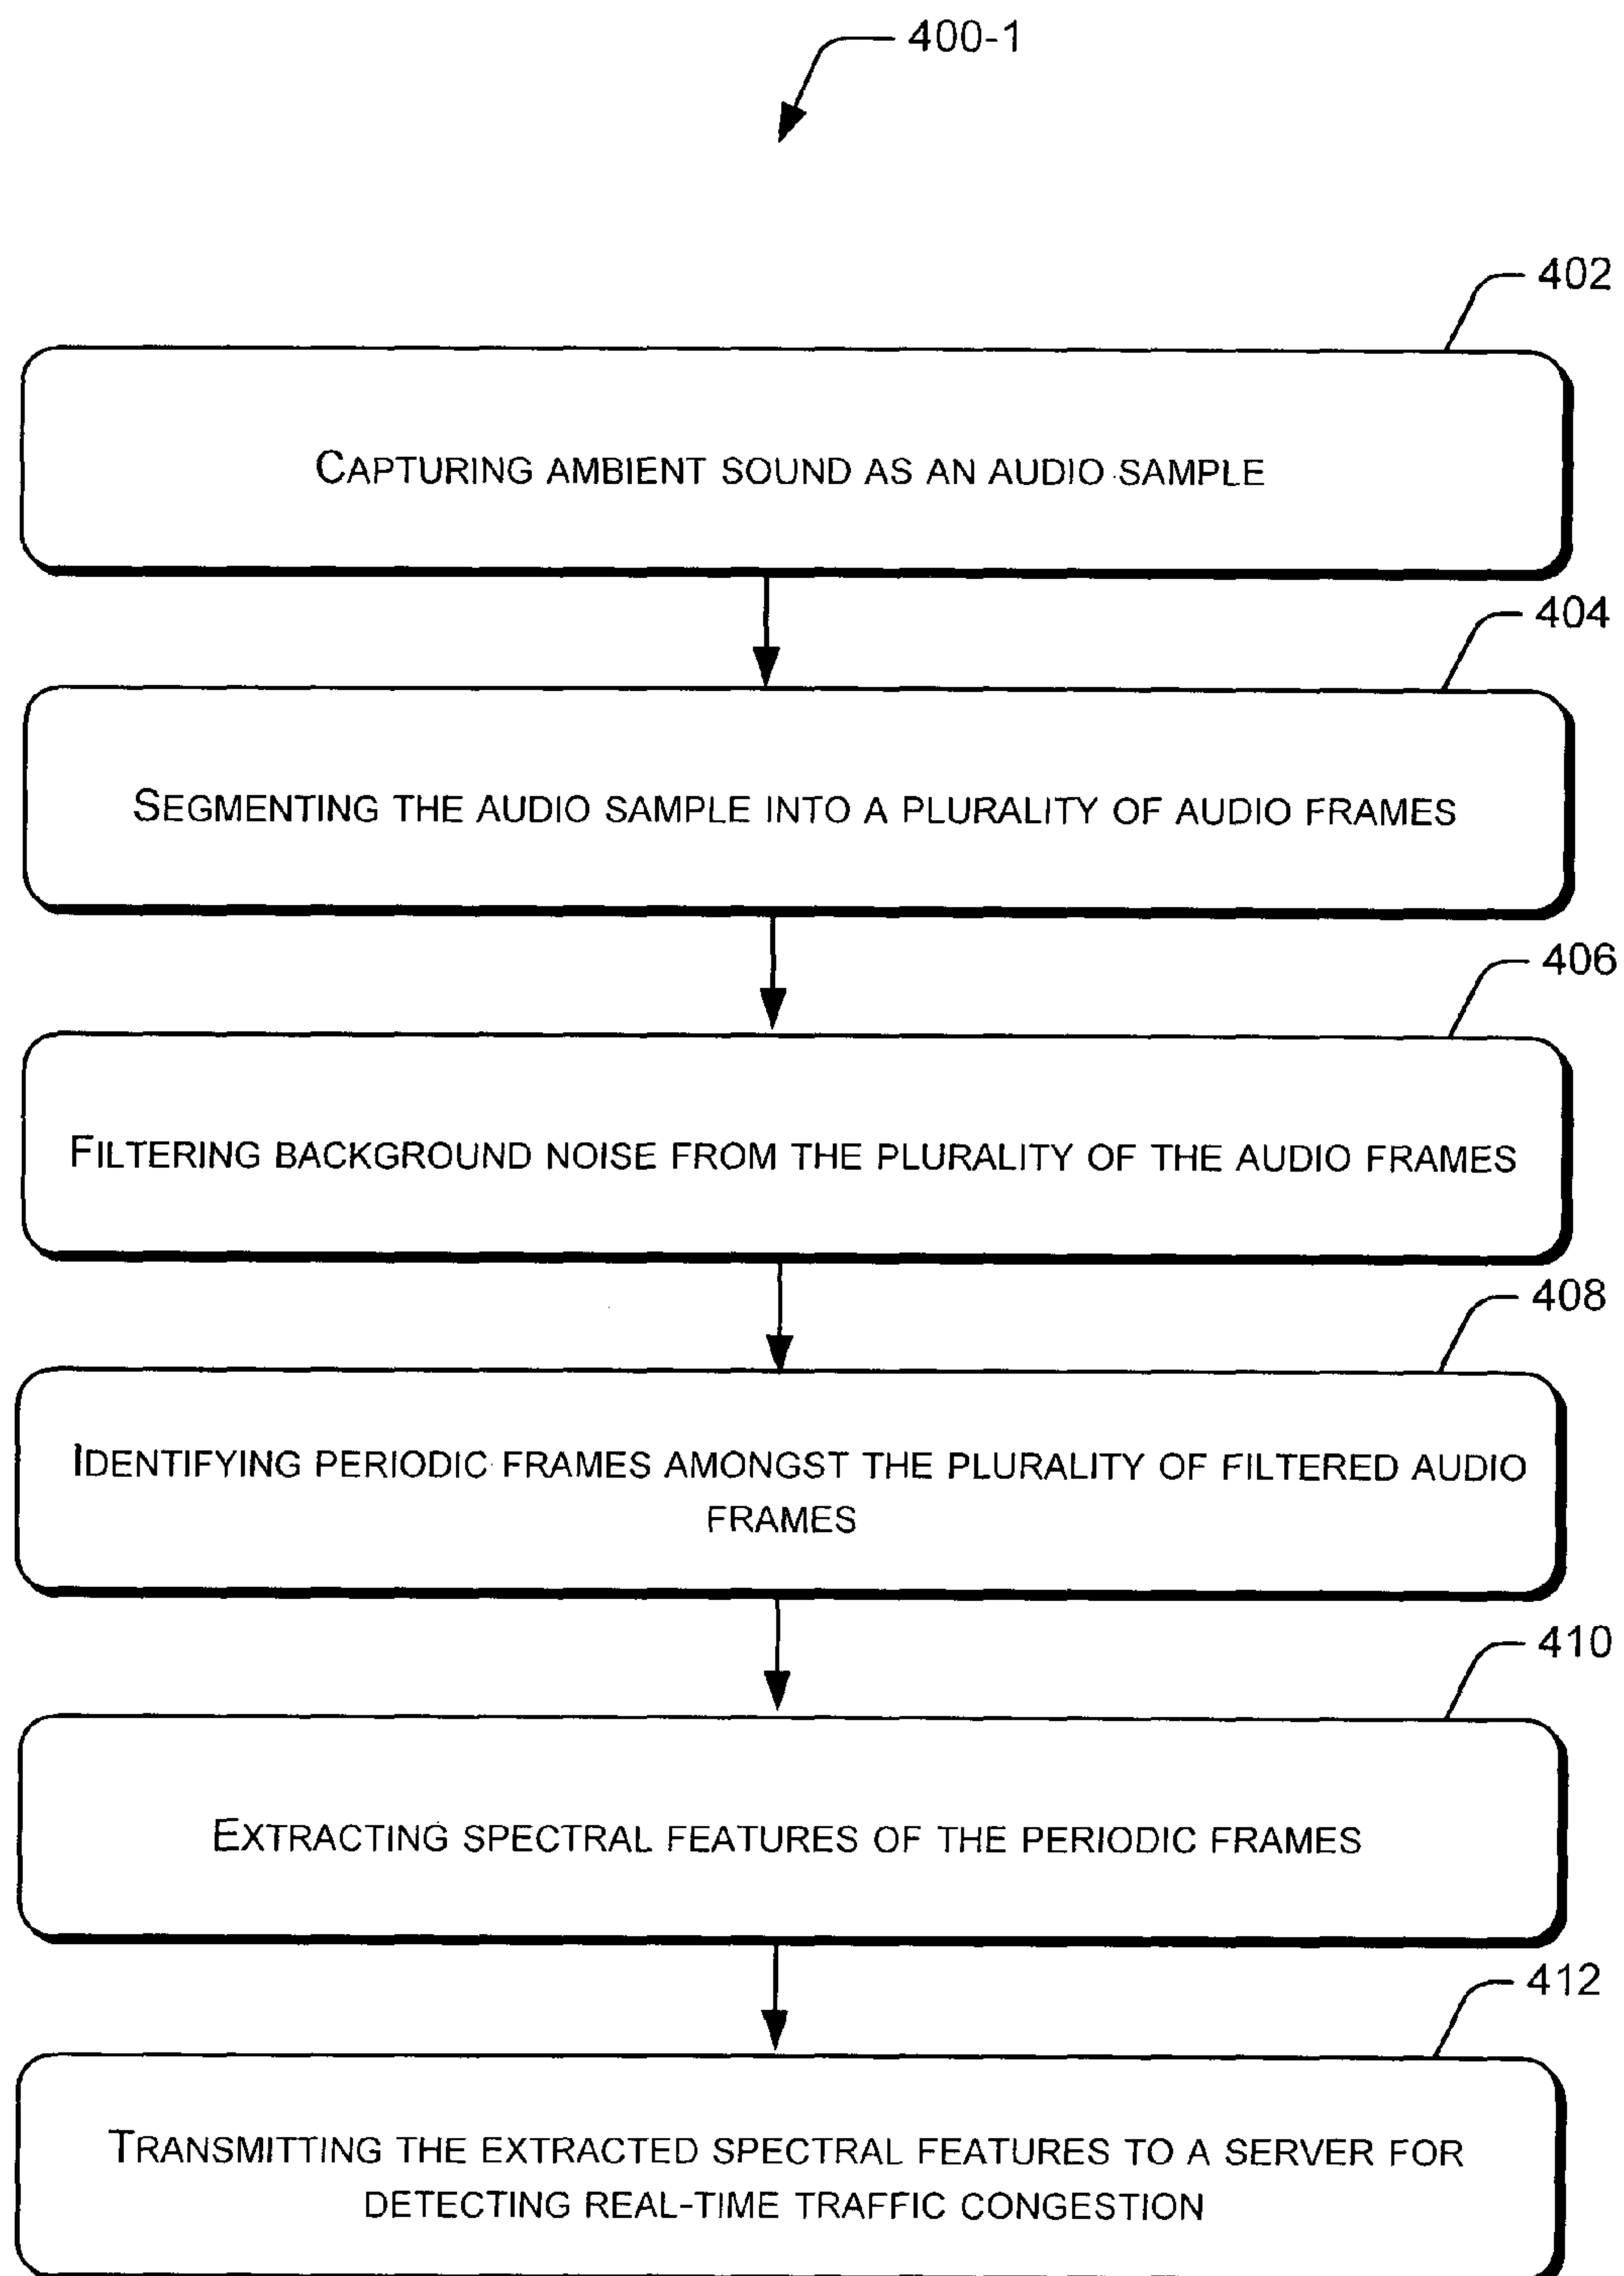 400-1
402
CAPTURING AMBIENT SOUND AS AN AUDIO SAMPLE
404
SEGMENTING THE AUDIO SAMPLE INTO A PLURALITY OF AUDIO FRAMES
406
FILTERING BACKGROUND NOISE FROM THE PLURALITY OF THE AUDIO FRAMES
408
IDENTIFYING PERIODIC FRAMES AMONGST THE PLURALITY OF FILTERED AUDIO
FRAMES
410
EXTRACTING SPECTRAL FEATURES OF THE PERIODIC FRAMES
412
TRANSMITTING THE EXTRACTED SPECTRAL FEATURES TO A SERVER FOR
DETECTING REAL-TIME TRAFFIC CONGESTION